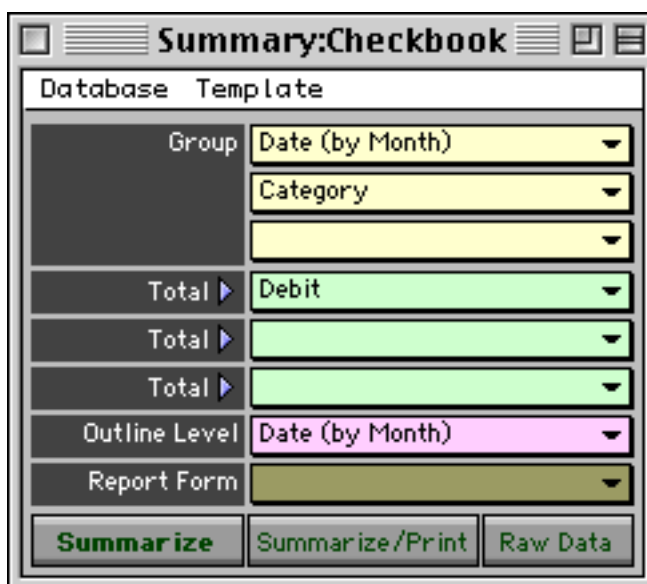 Summary:Checkbook
Database Template
Group Date (by Month)
Category
Total Debit
Total
Total
Outline Level Date (by Month)
Report Form
Summarize Summarize/Print Raw Data